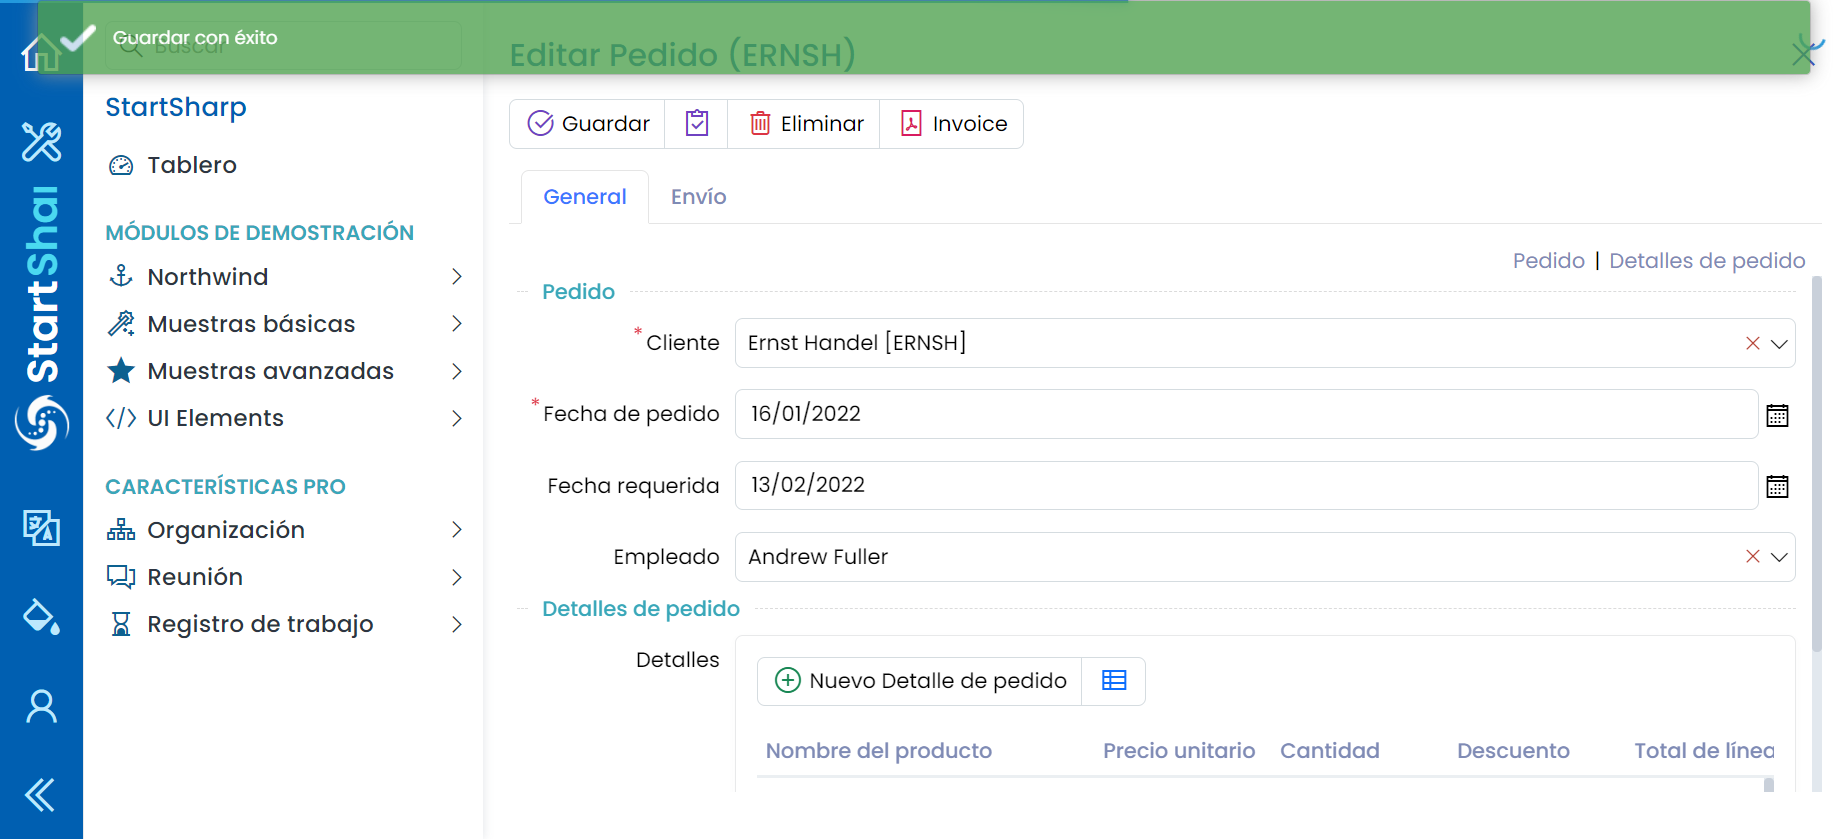 Guardar con éxito
Buscar
Editar Pedido (ERNSH)
StartShar
StartSharp
Tablero
MÓDULOS DE DEMOSTRACIÓN
Northwind
Muestras básicas
Muestras avanzadas
UI Elements
CARACTERÍSTICAS PRO
Organización
Reunión
Registro de trabajo
Guardar
Eliminar
Invoice
General
Envío
Pedido | Detalles de pedido
Pedido
* Cliente
Ernst Handel [ERNSH]
* Fecha de pedido
16/01/2022
Fecha requerida
13/02/2022
Empleado
Andrew Fuller
Detalles de pedido
Detalles
Nuevo Detalle de pedido
Nombre del producto
Precio unitario
Cantidad
Descuento
Total de línea